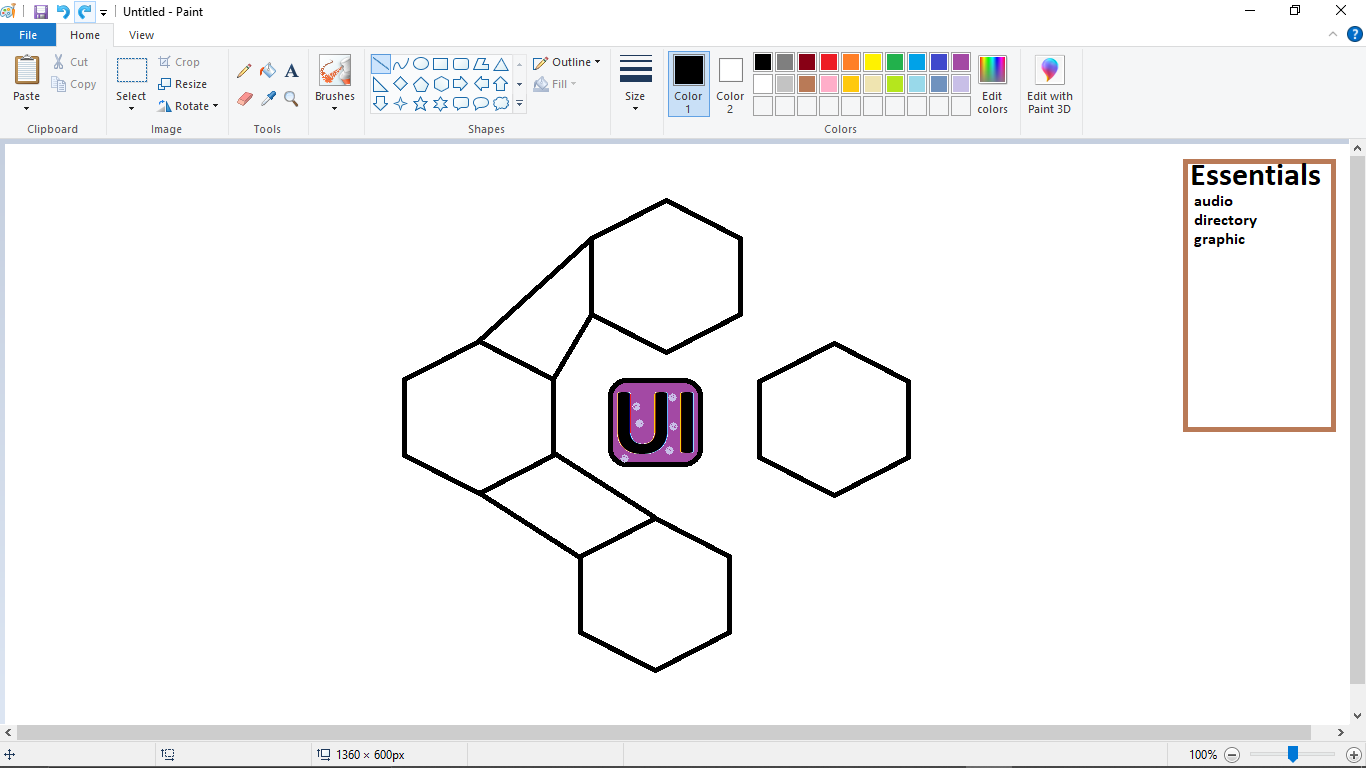 Untitled - Paint
File Home View
Paste Cut Copy Clipboard
Select Crop Resize Rotate Image
A Tools
Brushes
Shapes Outline Fill
Size
Color 1 Color 2 Edit colors Colors
Edit with Paint 3D
Essentials
audio
directory
graphic
UI
1360 × 600px
100%